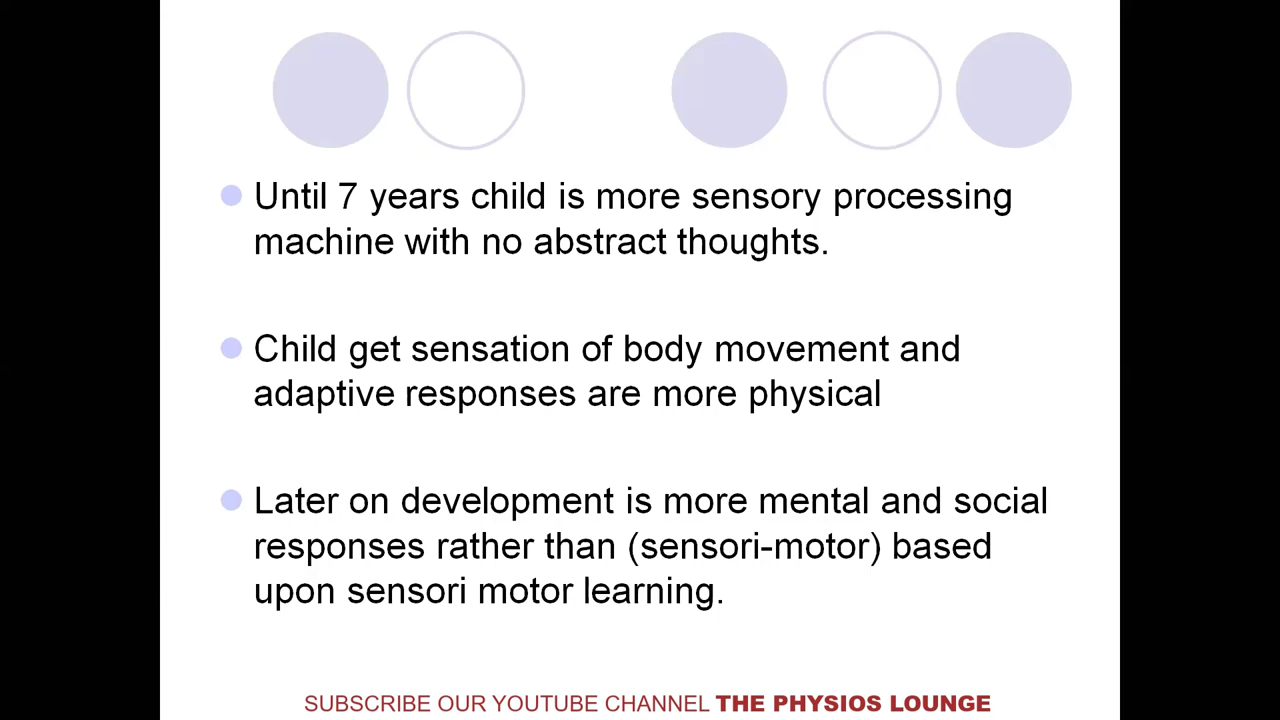 Until 7 years child is more sensory processing
machine with no abstract thoughts.
Child get sensation of body movement and
adaptive responses are more physical
Later on development is more mental and social
responses rather than (sensori-motor) based
upon sensori motor learning.
SUBSCRIBE OUR YOUTUBE CHANNEL THE PHYSIOS LOUNGE